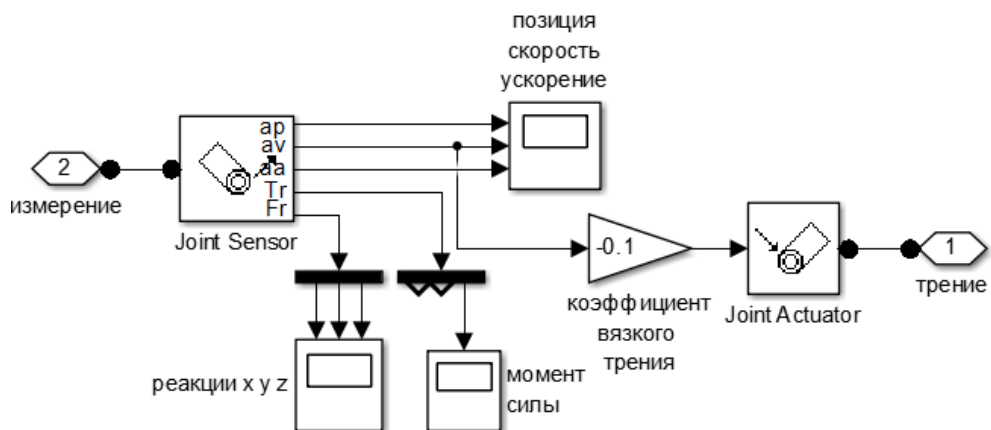 позиция
скорость
ускорение
ap
av
aa
Tr
Fr
2
измерение
Joint Sensor
-0.1
1
трение
Joint Actuator
коэффициент
вязкого
трения
реакции x y z
момент
силы